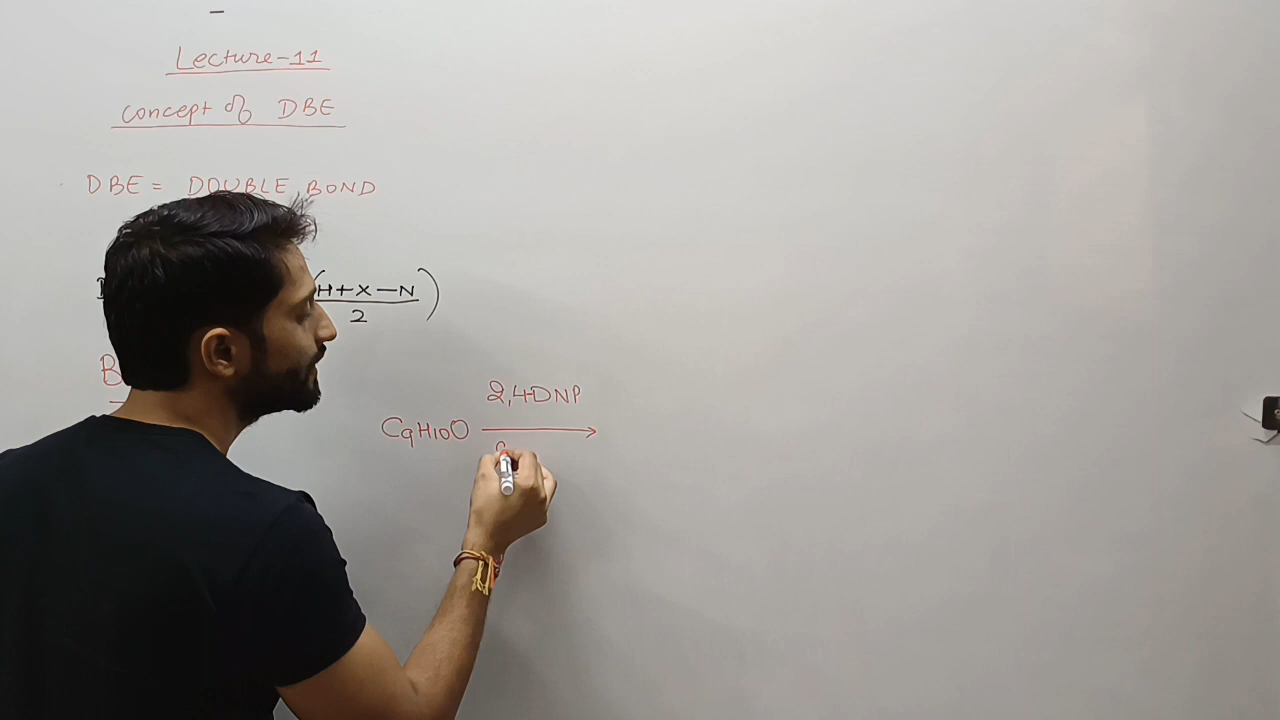 Lecture-11
concept of DBE
DBE = DOUBLE BOND
(H+X-N
2)
2,4DNP
C9H10O